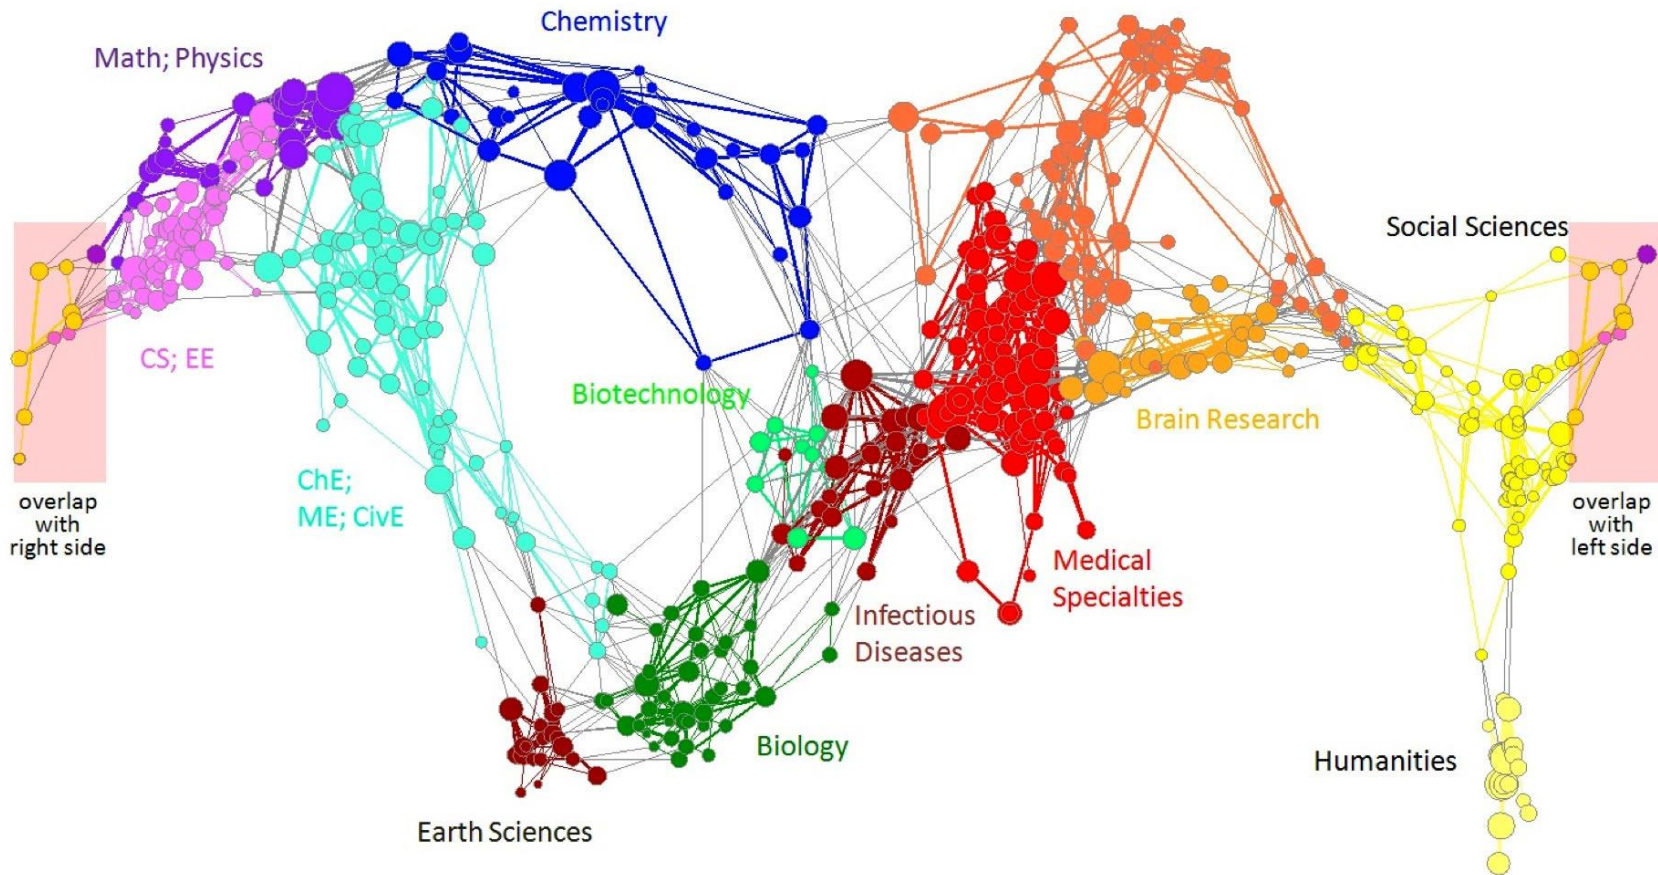 Chemistry
Math; Physics
Social Sciences
CS; EE
Biotechnology
Brain Research
ChE;
ME; CivE
overlap
with
right side
overlap
with
left side
Medical
Specialties
Infectious
Diseases
Biology
Humanities
Earth Sciences